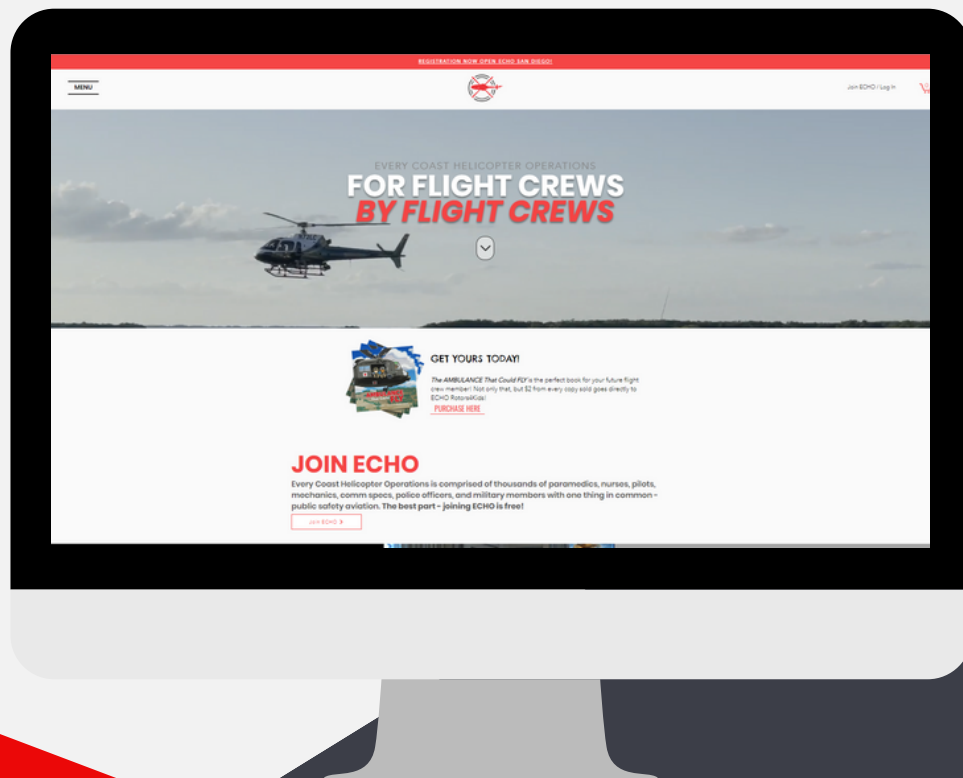 REGISTRATION NOW OPEN ECHO SAN DIEGO!
MENU
Join ECHO / Log In
EVERY COAST HELICOPTER OPERATIONS
FOR FLIGHT CREWS
BY FLIGHT CREWS
GET YOURS TODAY!
The AMBULANCE That Could FLY is the perfect book for your future flight
crew member! Not only that, but $2 from every copy sold goes directly to
ECHO Rotors4Kids!
PURCHASE HERE
JOIN ECHO
Every Coast Helicopter Operations is comprised of thousands of paramedics, nurses, pilots,
mechanics, comm specs, police officers, and military members with one thing in common -
public safety aviation. The best part - joining ECHO is free!
JOIN ECHO >